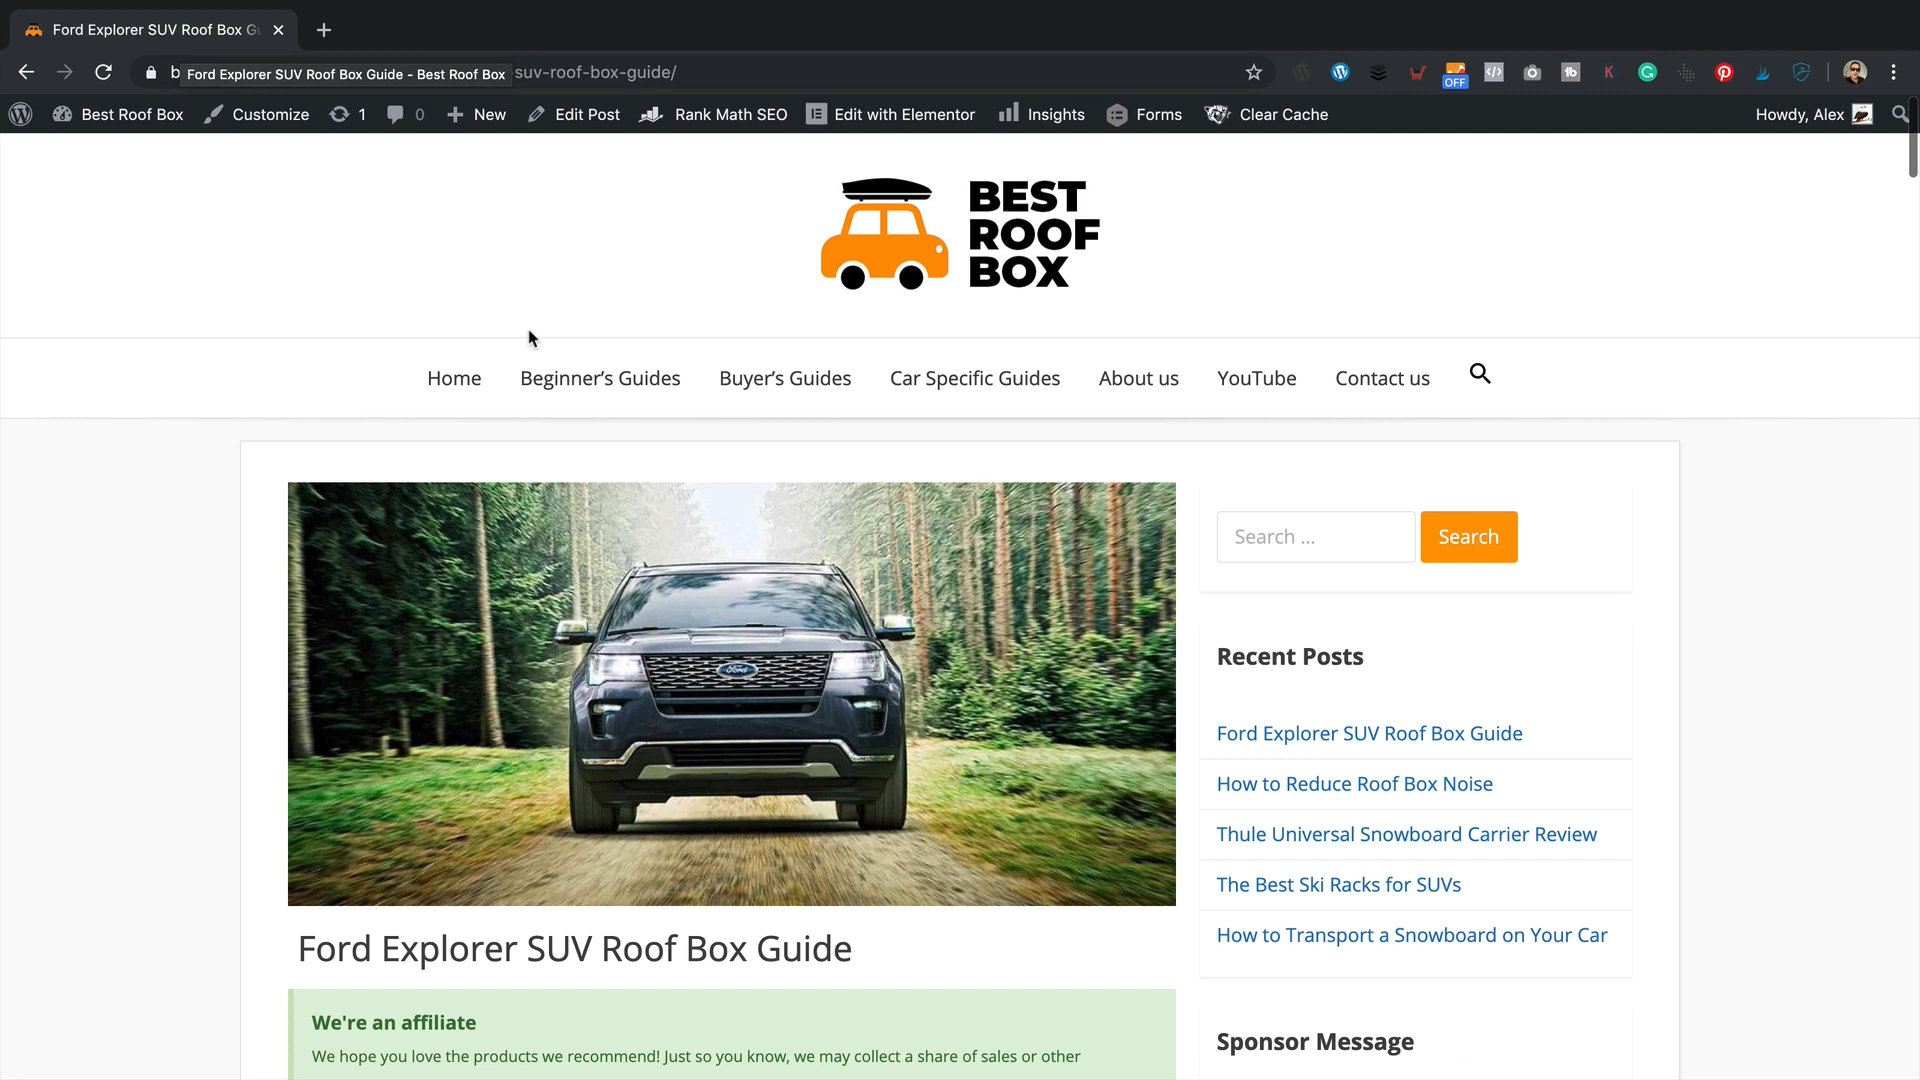 Ford Explorer SUV Roof Box Gu
b
Ford Explorer SUV Roof Box Guide - Best Roof Box
suv-roof-box-guide/
OFF
Best Roof Box
Customize
1
0
New
Edit Post
Rank Math SEO
Edit with Elementor
Insights
Forms
Clear Cache
Howdy, Alex
BEST
ROOF
BOX
Home
Beginner’s Guides
Buyer’s Guides
Car Specific Guides
About us
YouTube
Contact us
Ford
Search …
Search
Recent Posts
Ford Explorer SUV Roof Box Guide
How to Reduce Roof Box Noise
Thule Universal Snowboard Carrier Review
The Best Ski Racks for SUVs
How to Transport a Snowboard on Your Car
Ford Explorer SUV Roof Box Guide
We're an affiliate
We hope you love the products we recommend! Just so you know, we may collect a share of sales or other
Sponsor Message